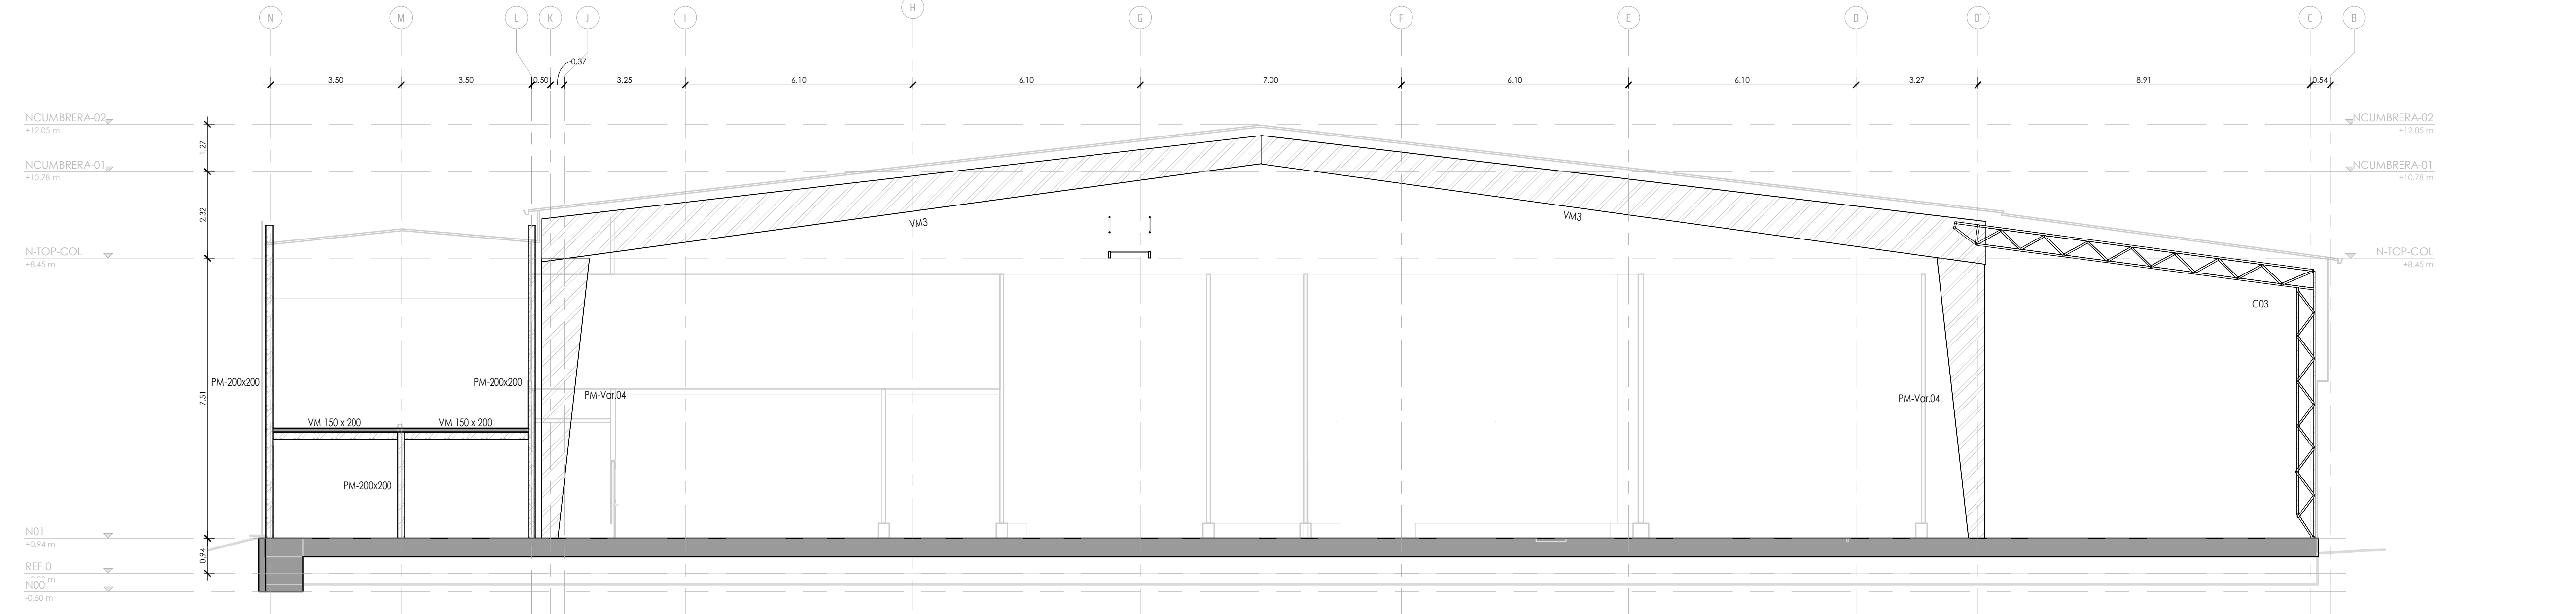 N M L K J I H G F E D D' C B
3.50 3.50 0.50 0.37 3.25 6.10 6.10 7.00 6.10 6.10 3.27 8.91 0.54
NCUMBRERA-02
+12.05 m
NCUMBRERA-02
+12.05 m
1.27
NCUMBRERA-01
+10.78 m
NCUMBRERA-01
+10.78 m
2.32
VM3
VM3
N-TOP-COL
+8.45 m
N-TOP-COL
+8.45 m
C03
PM-200x200
PM-200x200
7.51
PM-Var.04
PM-Var.04
VM 150 x 200
VM 150 x 200
PM-200x200
N01
+0.94 m
0.94
REF 0
N00
-0.50 m